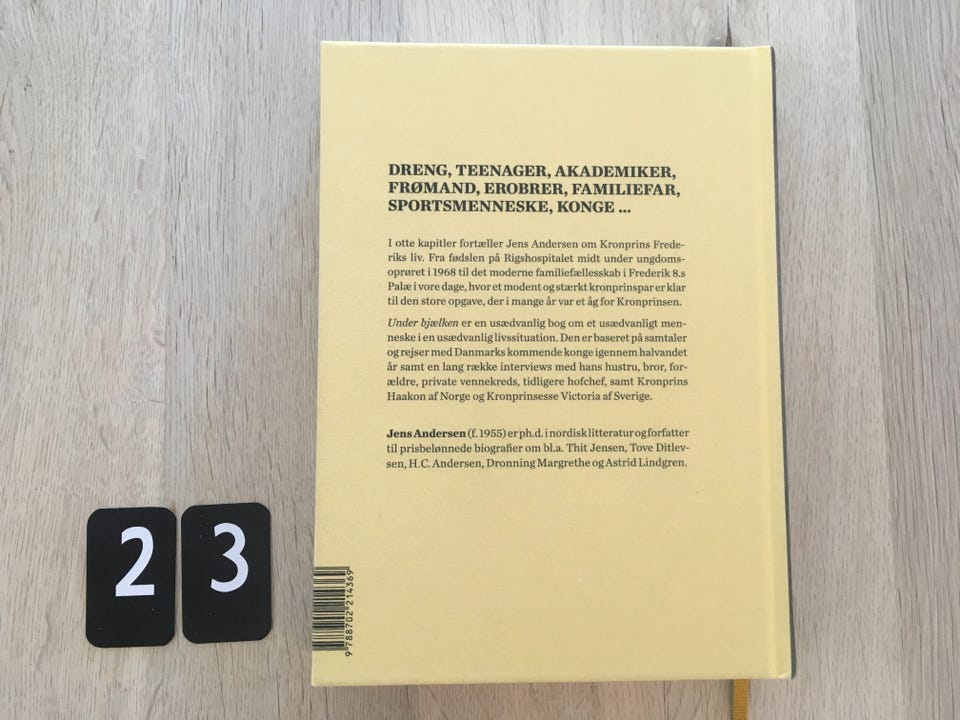 DRENG, TEENAGER, AKADEMIKER,
FRØMAND, EROBRER, FAMILIEFAR,
SPORTSMENNESKE, KONGE ...
I otte kapitler fortæller Jens Andersen om Kronprins Frede-
riks liv. Fra fødslen på Rigshospitalet midt under ungdoms-
oprøret i 1968 til det moderne familiefællesskab i Frederik 8.s
Palæ i vore dage, hvor et modent og stærkt kronprinspar er klar
til den store opgave, der i mange år var et åg for Kronprinsen.
Under bjælken er en usædvanlig bog om et usædvanligt men-
neske i en usædvanlig livssituation. Den er baseret på samtaler
og rejser med Danmarks kommende konge igennem halvandet
år samt en lang række interviews med hans hustru, bror, for-
ældre, private vennekreds, tidligere hofchef, samt Kronprins
Haakon af Norge og Kronprinsesse Victoria af Sverige.
Jens Andersen (f. 1955) er ph.d. i nordisk litteratur og forfatter
til prisbelønnede biografier om bl.a. Thit Jensen, Tove Ditlev-
sen, H.C. Andersen, Dronning Margrethe og Astrid Lindgren.
2 3
9 788702 214369